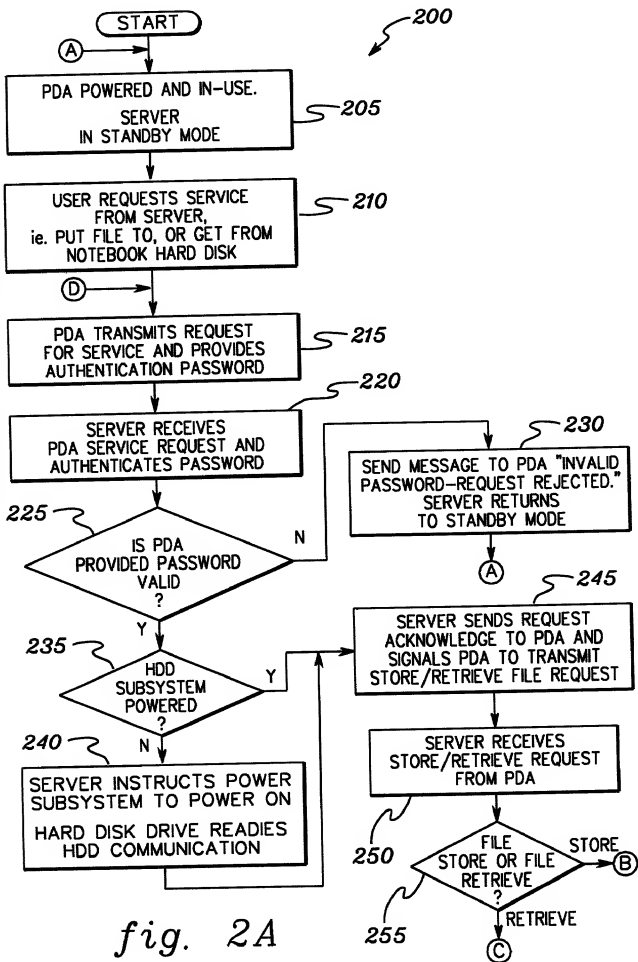 START
200
A
PDA POWERED AND IN-USE.
SERVER
IN STANDBY MODE
205
USER REQUESTS SERVICE
FROM SERVER,
ie. PUT FILE TO, OR GET FROM
NOTEBOOK HARD DISK
210
D
PDA TRANSMITS REQUEST
FOR SERVICE AND PROVIDES
AUTHENTICATION PASSWORD
215
220
SERVER RECEIVES
PDA SERVICE REQUEST AND
AUTHENTICATES PASSWORD
225
IS PDA
PROVIDED PASSWORD
VALID
?
N
Y
230
SEND MESSAGE TO PDA "INVALID
PASSWORD-REQUEST REJECTED."
SERVER RETURNS
TO STANDBY MODE
A
235
HDD
SUBSYSTEM
POWERED
?
Y
N
240
SERVER INSTRUCTS POWER
SUBSYSTEM TO POWER ON
HARD DISK DRIVE READIES
HDD COMMUNICATION
245
SERVER SENDS REQUEST
ACKNOWLEDGE TO PDA AND
SIGNALS PDA TO TRANSMIT
STORE/RETRIEVE FILE REQUEST
SERVER RECEIVES
STORE/RETRIEVE REQUEST
FROM PDA
250
FILE
STORE OR FILE
RETRIEVE
?
STORE
B
255
RETRIEVE
C
fig. 2A